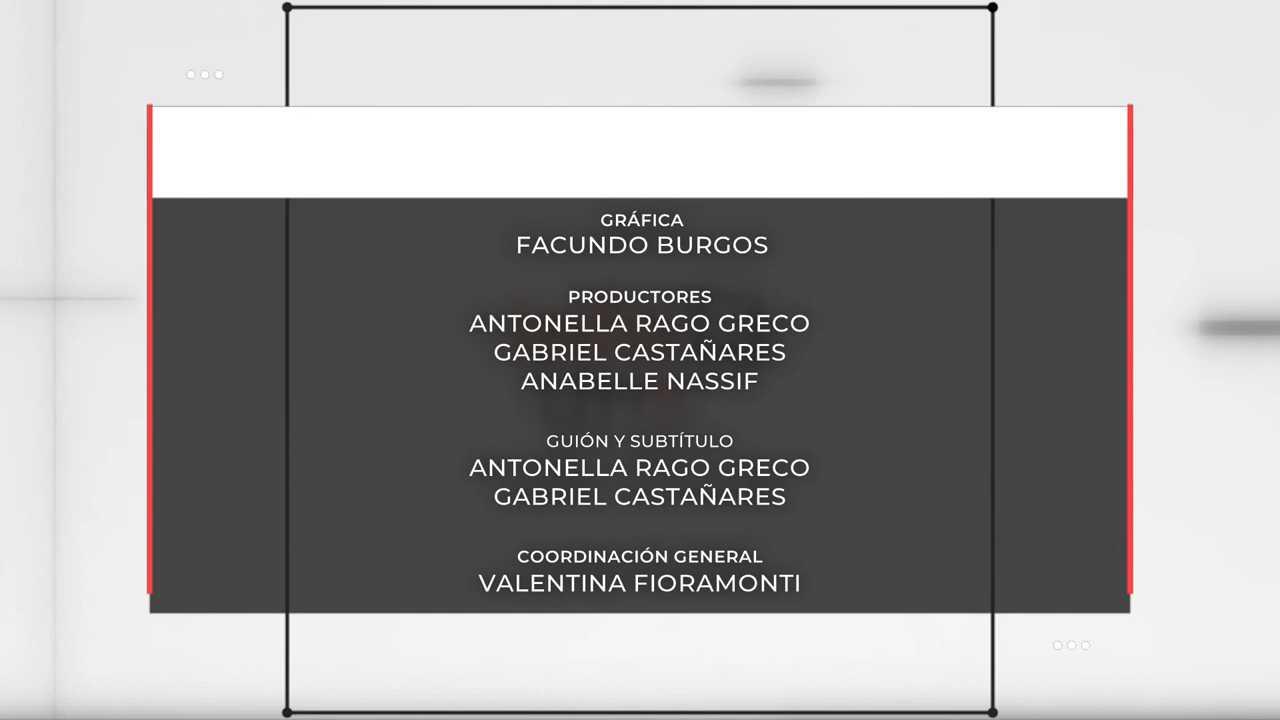 GRÁFICA
FACUNDO BURGOS
PRODUCTORES
ANTONELLA RAGO GRECO
GABRIEL CASTAÑARES
ANABELLE NASSIF
GUIÓN Y SUBTÍTULO
ANTONELLA RAGO GRECO
GABRIEL CASTAÑARES
COORDINACIÓN GENERAL
VALENTINA FIORAMONTI